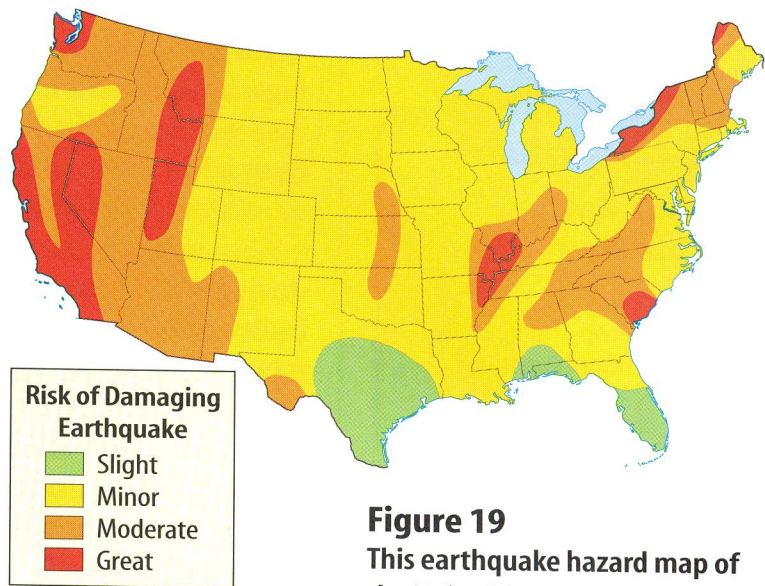 Risk of Damaging
Earthquake
Slight
Minor
Moderate
Great
Figure 19
This earthquake hazard map of